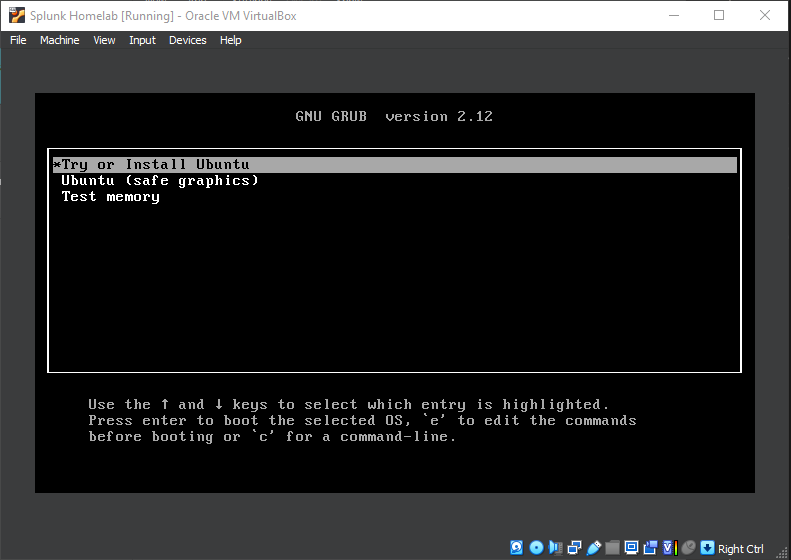 Splunk Homelab [Running] - Oracle VM VirtualBox
File Machine View Input Devices Help
GNU GRUB version 2.12
*Try or Install Ubuntu
Ubuntu (safe graphics)
Test memory
Use the ↑ and ↓ keys to select which entry is highlighted.
Press enter to boot the selected OS, `e' to edit the commands
before booting or `c' for a command-line.
Right Ctrl